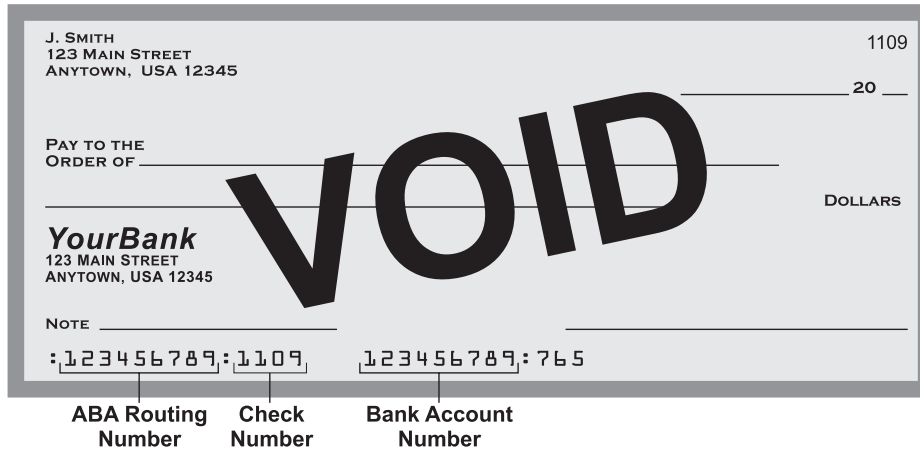 J. SMITH
1109
123 MAIN STREET
ANYTOWN, USA 12345
20
PAY TO THE
ORDER OF
VOID
DOLLARS
YourBank
123 MAIN STREET
ANYTOWN, USA 12345
NOTE
:123456789:1109 123456789:765
ABA Routing Check Bank Account
Number Number Number